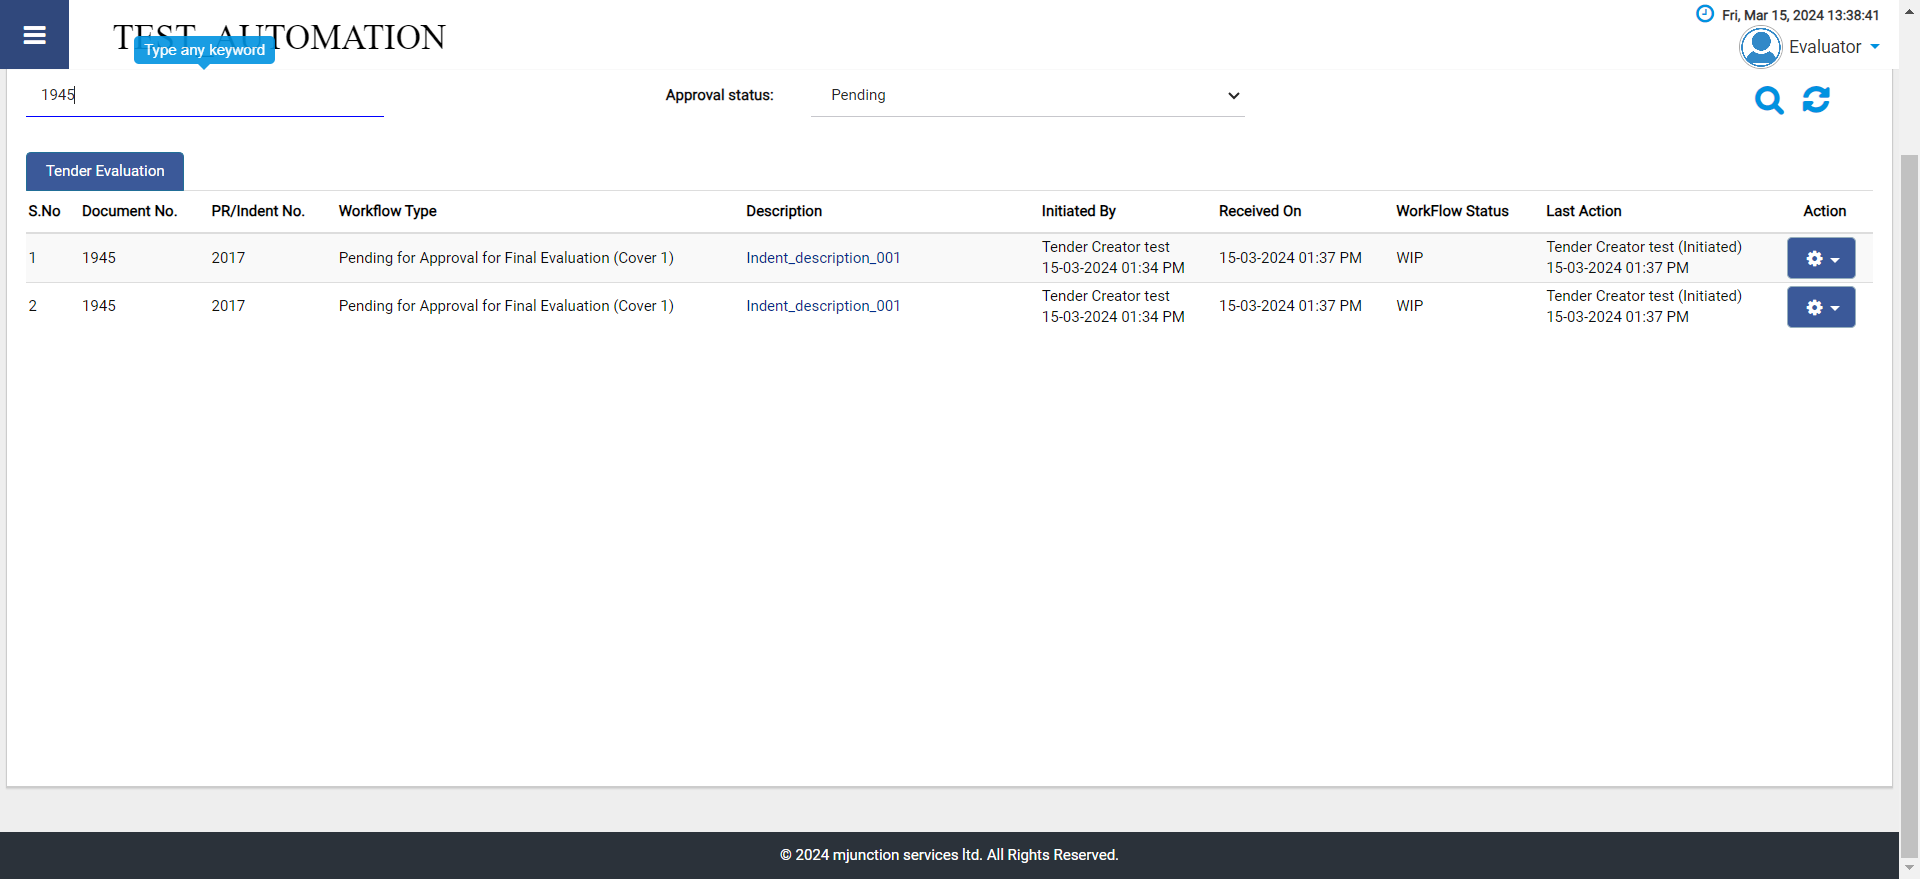 Fri, Mar 15, 2024 13:38:41
TEST_AUTOMATION
Type any keyword
Evaluator
1945
Approval status:
Pending
Tender Evaluation
S.No Document No. PR/Indent No. Workflow Type Description Initiated By Received On WorkFlow Status Last Action Action
1 1945 2017 Pending for Approval for Final Evaluation (Cover 1) Indent_description_001 Tender Creator test 15-03-2024 01:37 PM WIP Tender Creator test (Initiated)
15-03-2024 01:34 PM 15-03-2024 01:37 PM
2 1945 2017 Pending for Approval for Final Evaluation (Cover 1) Indent_description_001 Tender Creator test 15-03-2024 01:37 PM WIP Tender Creator test (Initiated)
15-03-2024 01:34 PM 15-03-2024 01:37 PM
© 2024 mjunction services ltd. All Rights Reserved.